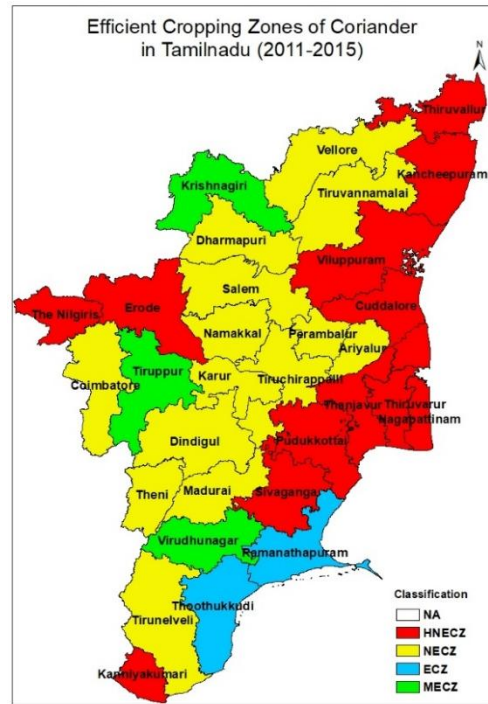 Efficient Cropping Zones of Coriander
in Tamilnadu (2011-2015)
N
Thiruvallur
Vellore
Kancheepuram
Krishnagiri
Tiruvannamalai
Dharmapuri
Viluppuram
Salem
The Nilgiris
Erode
Cuddalore
Namakkal
Perambalur
Ariyalur
Tiruppur
Coimbatore
Karur
Tiruchirappalli
Thanjavur
Thiruvarur
Nagapattinam
Dindigul
Pudukkottai
Theni
Madurai
Sivaganga
Virudhunagar
Ramanathapuram
Thoothukkudi
Tirunelveli
Kanniyakumari
Classification
NA
HNECZ
NECZ
ECZ
MECZ